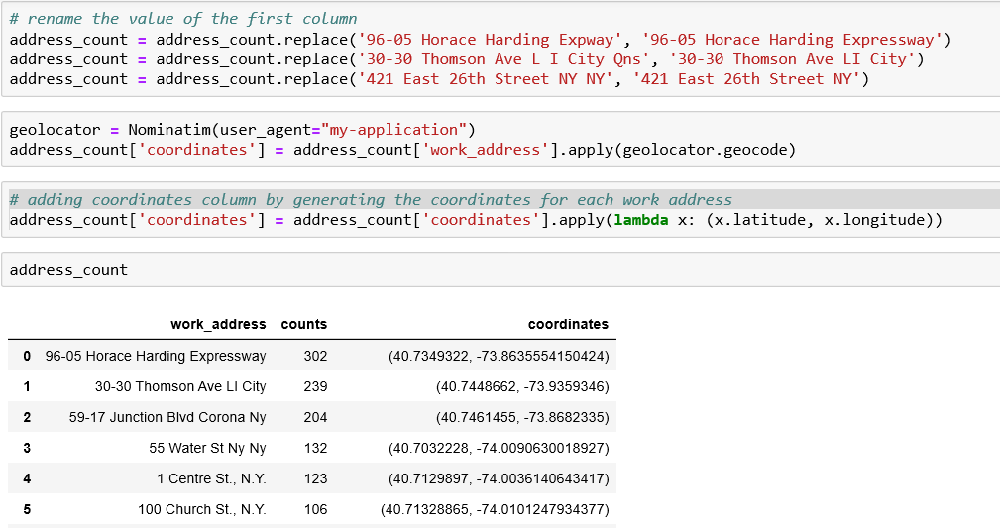 # rename the value of the first column
address_count = address_count.replace('96-05 Horace Harding Expway', '96-05 Horace Harding Expressway')
address_count = address_count.replace('30-30 Thomson Ave L I City Qns', '30-30 Thomson Ave LI City')
address_count = address_count.replace('421 East 26th Street NY NY', '421 East 26th Street NY')
geolocator = Nominatim(user_agent="my-application")
address_count['coordinates'] = address_count['work_address'].apply(geolocator.geocode)
# adding coordinates column by generating the coordinates for each work address
address_count['coordinates'] = address_count['coordinates'].apply(lambda x: (x.latitude, x.longitude))
address_count
work_address counts coordinates
0 96-05 Horace Harding Expressway 302 (40.7349322, -73.8635554150424)
1 30-30 Thomson Ave LI City 239 (40.7448662, -73.9359346)
2 59-17 Junction Blvd Corona Ny 204 (40.7461455, -73.8682335)
3 55 Water St Ny Ny 132 (40.7032228, -74.0090630018927)
4 1 Centre St., N.Y. 123 (40.7129897, -74.0036140643417)
5 100 Church St., N.Y. 106 (40.71328865, -74.0101247934377)